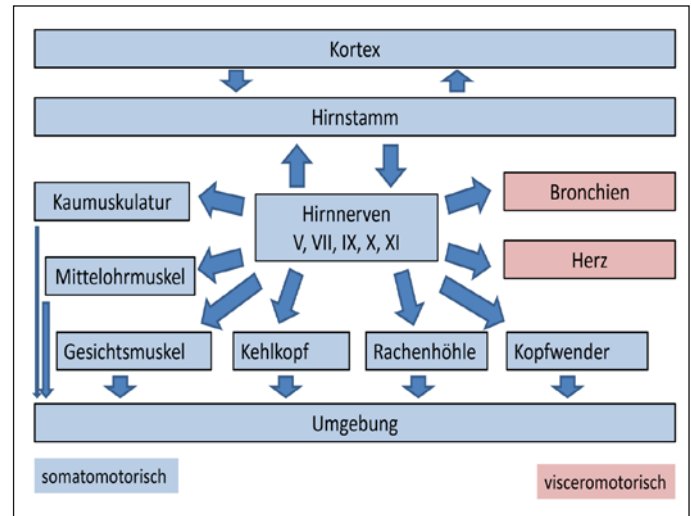 Kortex
Hirnstamm
Kaumuskulatur
Hirnnerven
V, VII, IX, X, XI
Bronchien
Mittelohrmuskel
Herz
Gesichtsmuskel
Kehlkopf
Rachenhöhle
Kopfwender
Umgebung
somatomotorisch
visceromotorisch